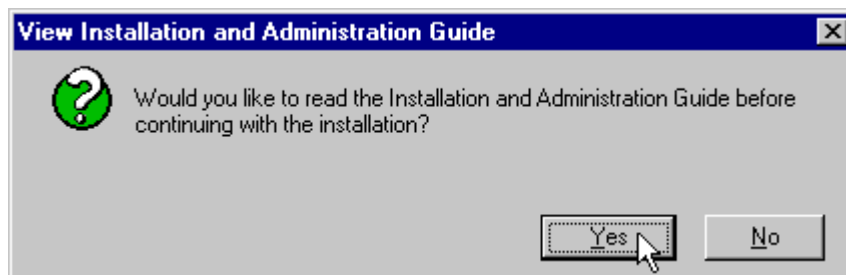 View Installation and Administration Guide
Would you like to read the Installation and Administration Guide before
continuing with the installation?
Yes No